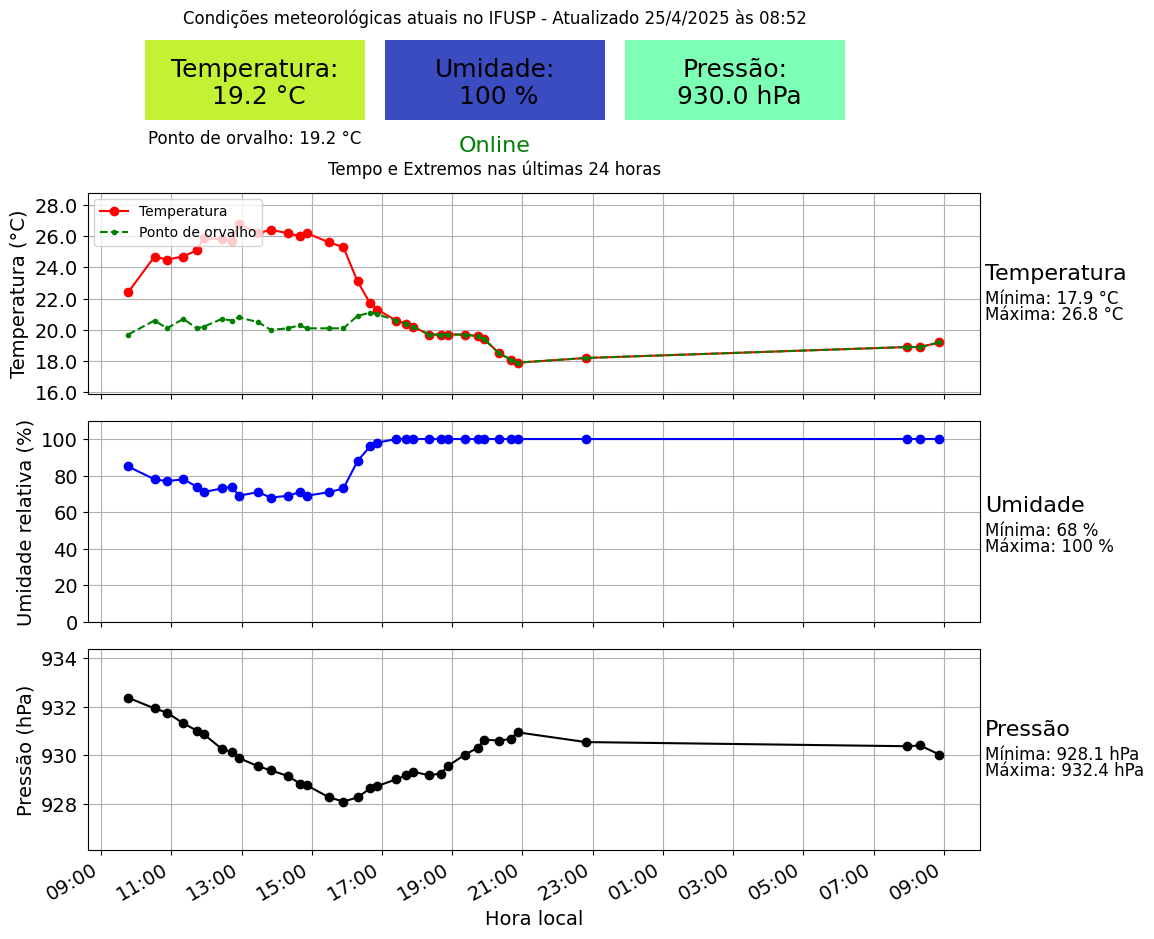 Condições meteorológicas atuais no IFUSP - Atualizado 25/4/2025 às 08:52
Temperatura:
19.2 °C
Umidade:
100 %
Pressão:
930.0 hPa
Ponto de orvalho: 19.2 °C
Online
Tempo e Extremos nas últimas 24 horas
Temperatura (°C)
28.0
26.0
24.0
22.0
20.0
18.0
16.0
Temperatura
Ponto de orvalho
Temperatura
Mínima: 17.9 °C
Máxima: 26.8 °C
Umidade relativa (%)
100
80
60
40
20
0
Umidade
Mínima: 68 %
Máxima: 100 %
Pressão (hPa)
934
932
930
928
Pressão
Mínima: 928.1 hPa
Máxima: 932.4 hPa
09:00 11:00 13:00 15:00 17:00 19:00 21:00 23:00 01:00 03:00 05:00 07:00 09:00
Hora local